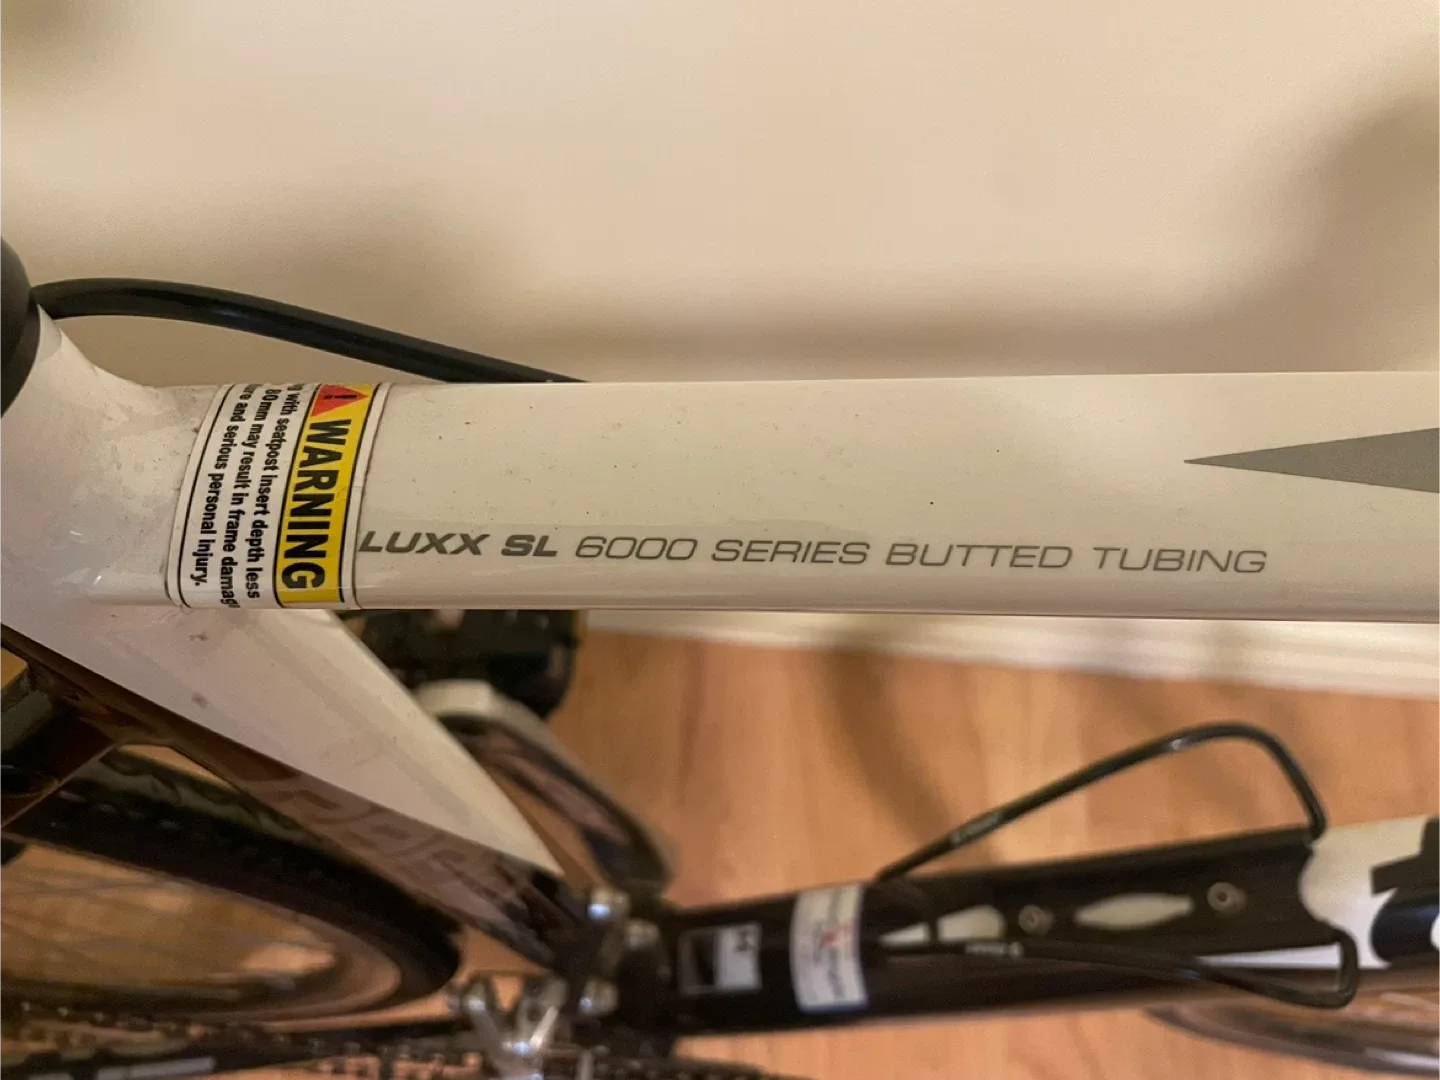 WARNING
with seatpost insert depth less
80mm may result in frame damag
and serious personal injury.
LUXX SL 6000 SERIES BUTTED TUBING